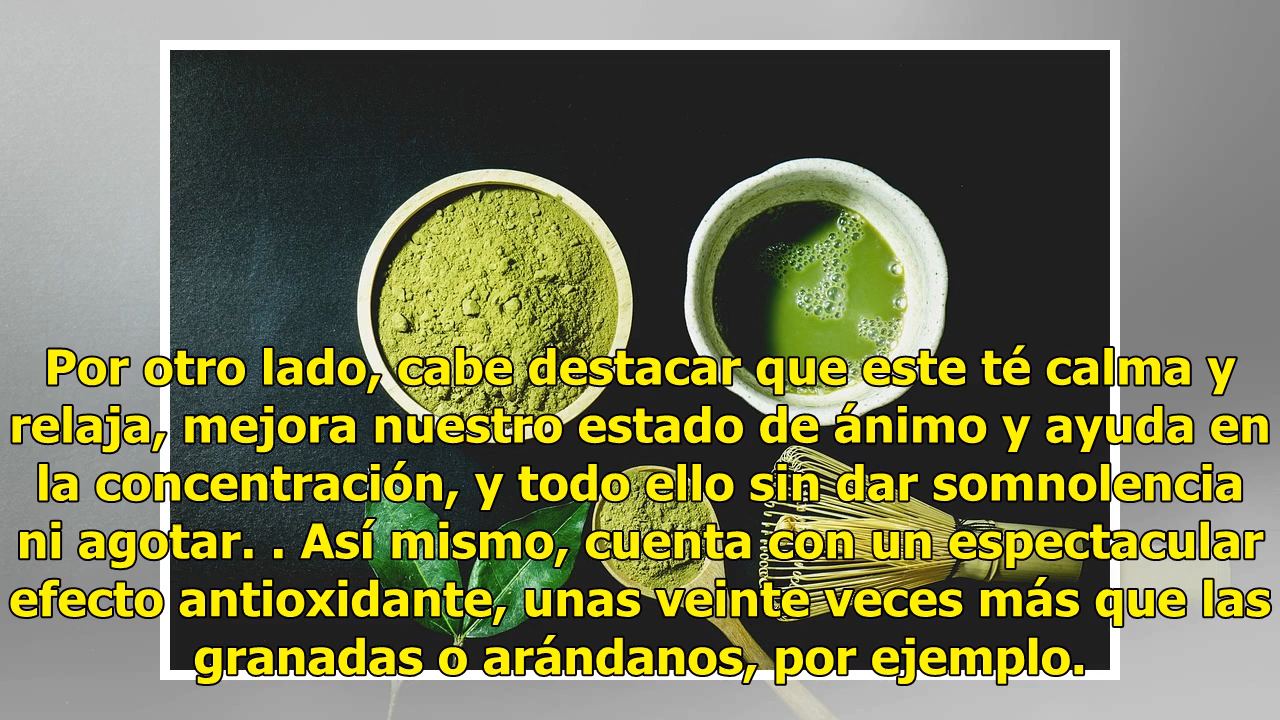 Por otro lado, cabe destacar que este té calma y
relaja, mejora nuestro estado de ánimo y ayuda en
la concentración, y todo ello sin dar somnolencia
ni agotar. . Así mismo, cuenta con un espectacular
efecto antioxidante, unas veinte veces más que las
granadas o arándanos, por ejemplo.